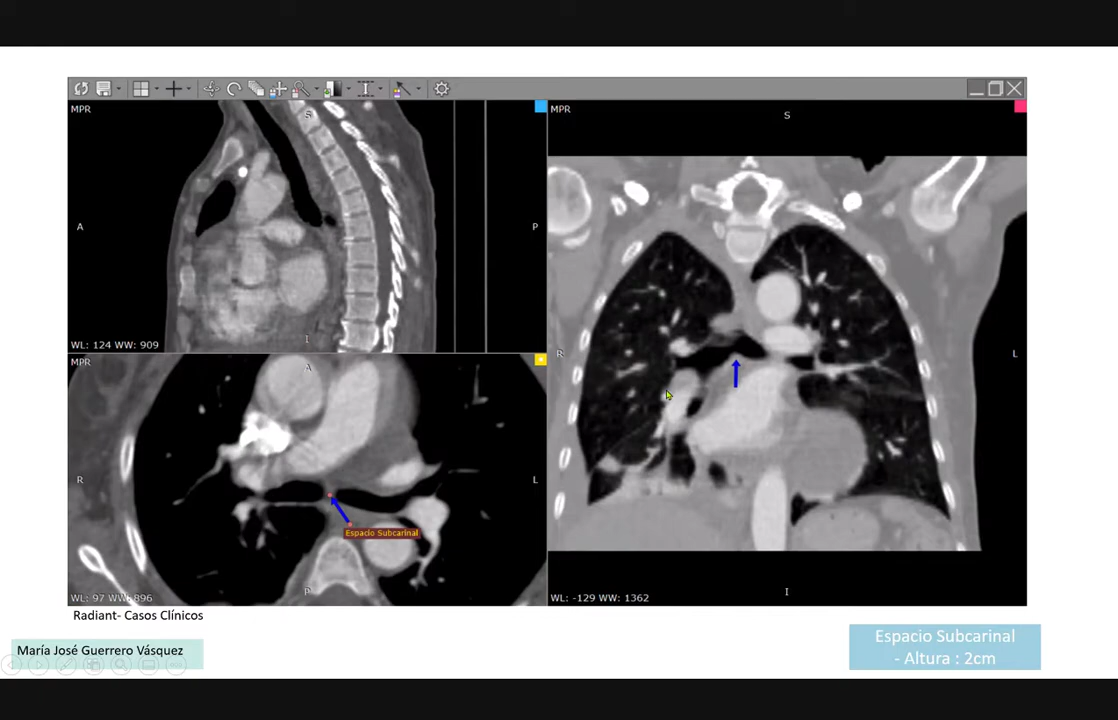 MPR
S
A
P
I
WL: 124 WW: 909
MPR
S
R
L
I
WL: -129 WW: 1362
MPR
A
R
L
Espacio Subcarinal
P
WL: 97 WW: 896
Radiant- Casos Clínicos
María José Guerrero Vásquez
Espacio Subcarinal
- Altura : 2cm